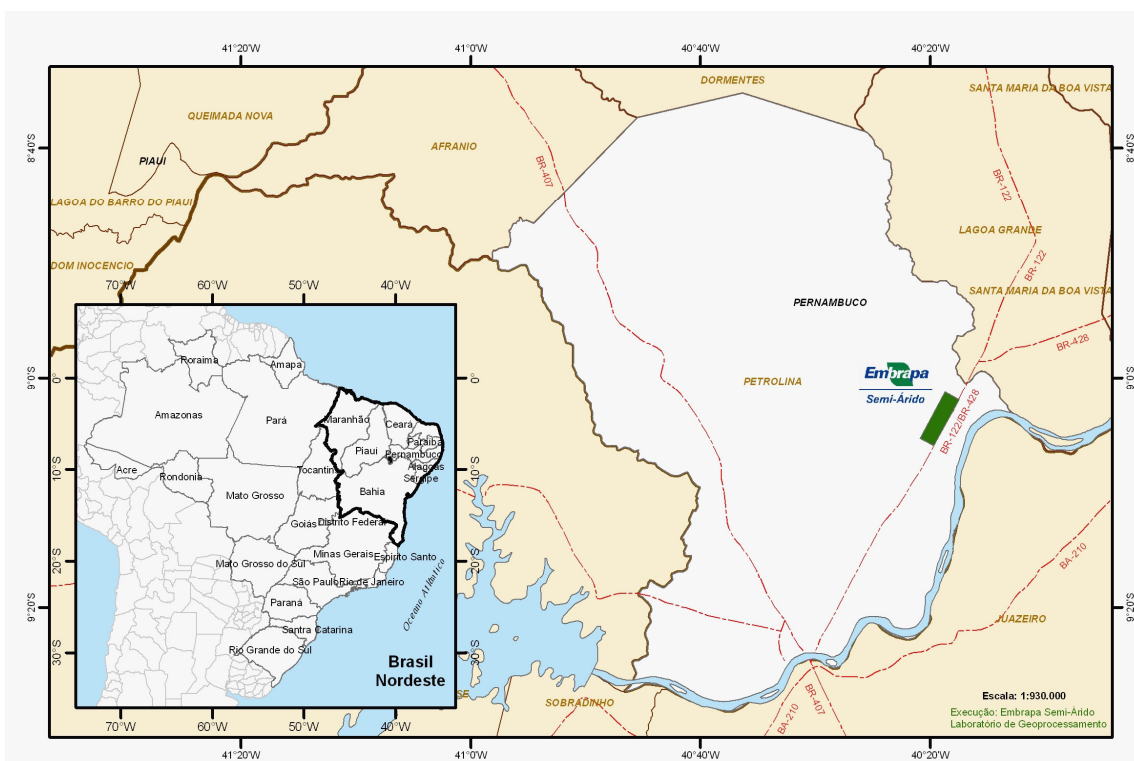 41°20'W 41°0'W 40°40'W 40°20'W
DORMENTES
SANTA MARIA DA BOA VISTA
QUEIMADA NOVA
8°40'S
PIAUI
AFRANIO
BR-407
BR-122
8°40'S
LAGOA DO BARRO DO PIAUI
LAGOA GRANDE
DOM INOCENCIO
BR-122
70°W 60°W 50°W 40°W
SANTA MARIA DA BOA VISTA
PERNAMBUCO
BR-428
9°0'S
0°
Roraima
Amapa
0°
PETROLINA
Embrapa
Semi-Árido
9°0'S
BR-122/BR-428
Amazonas
Pará
Maranhão
Ceará
Paraiba
Piaui
Pernambuco
Alagoas
Sergipe
10°S
Acre
Rondonia
Tocantins
10°S
Mato Grosso
Bahia
Goiás
Distrito Federal
BA-210
20°S
Mato Grosso do Sul
Minas Gerais
Espirito Santo
20°S
São Paulo
Rio de Janeiro
9°20'S
Paraná
Oceano Atlântico
JUAZEIRO
9°20'S
Santra Catarina
30°S
Rio Grande do Sul
30°S
Brasil
Nordeste
SE
SOBRADINHO
BA-210
BR-407
Escala: 1:930.000
Execução: Embrapa Semi-Árido
Laboratório de Geoprocessamento
70°W 60°W 50°W 40°W
41°20'W 41°0'W 40°40'W 40°20'W